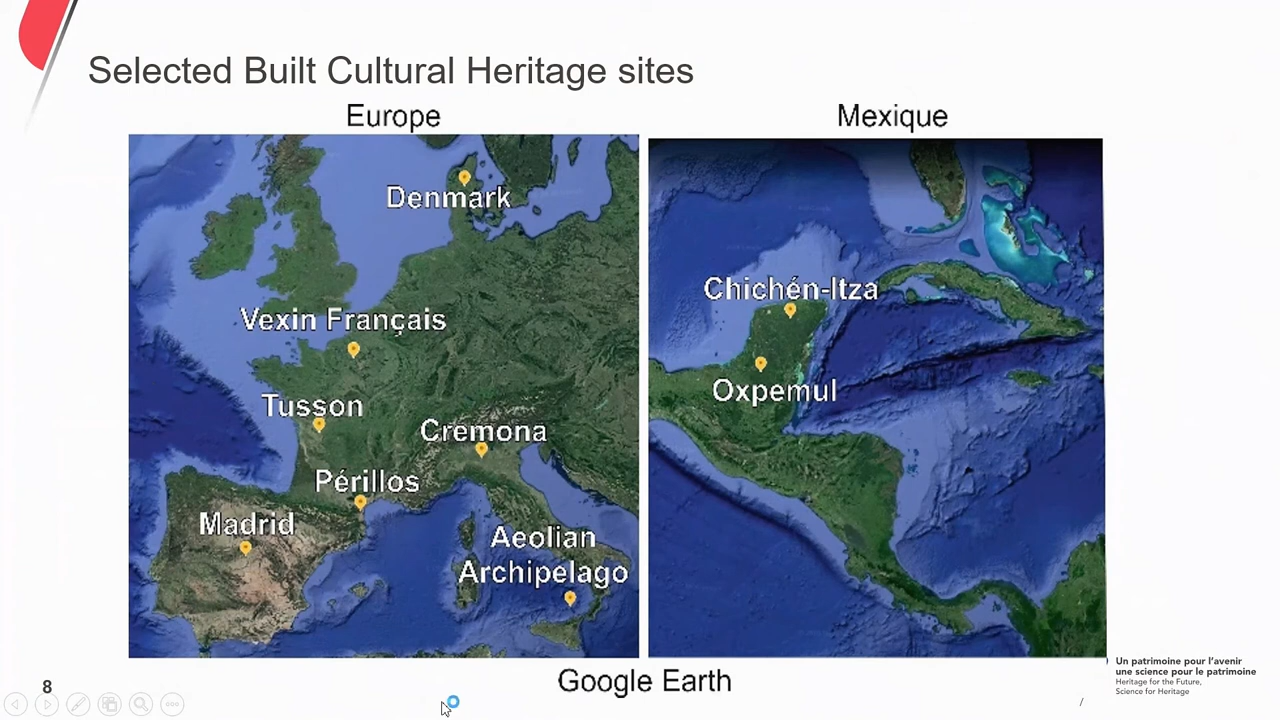 Selected Built Cultural Heritage sites
Europe
Mexique
Denmark
Vexin Français
Tusson
Cremona
Périllos
Madrid
Aeolian
Archipelago
Chichén-Itza
Oxpemul
Google Earth
Un patrimoine pour l'avenir
une science pour le patrimoine
Heritage for the Future,
Science for Heritage
8
/